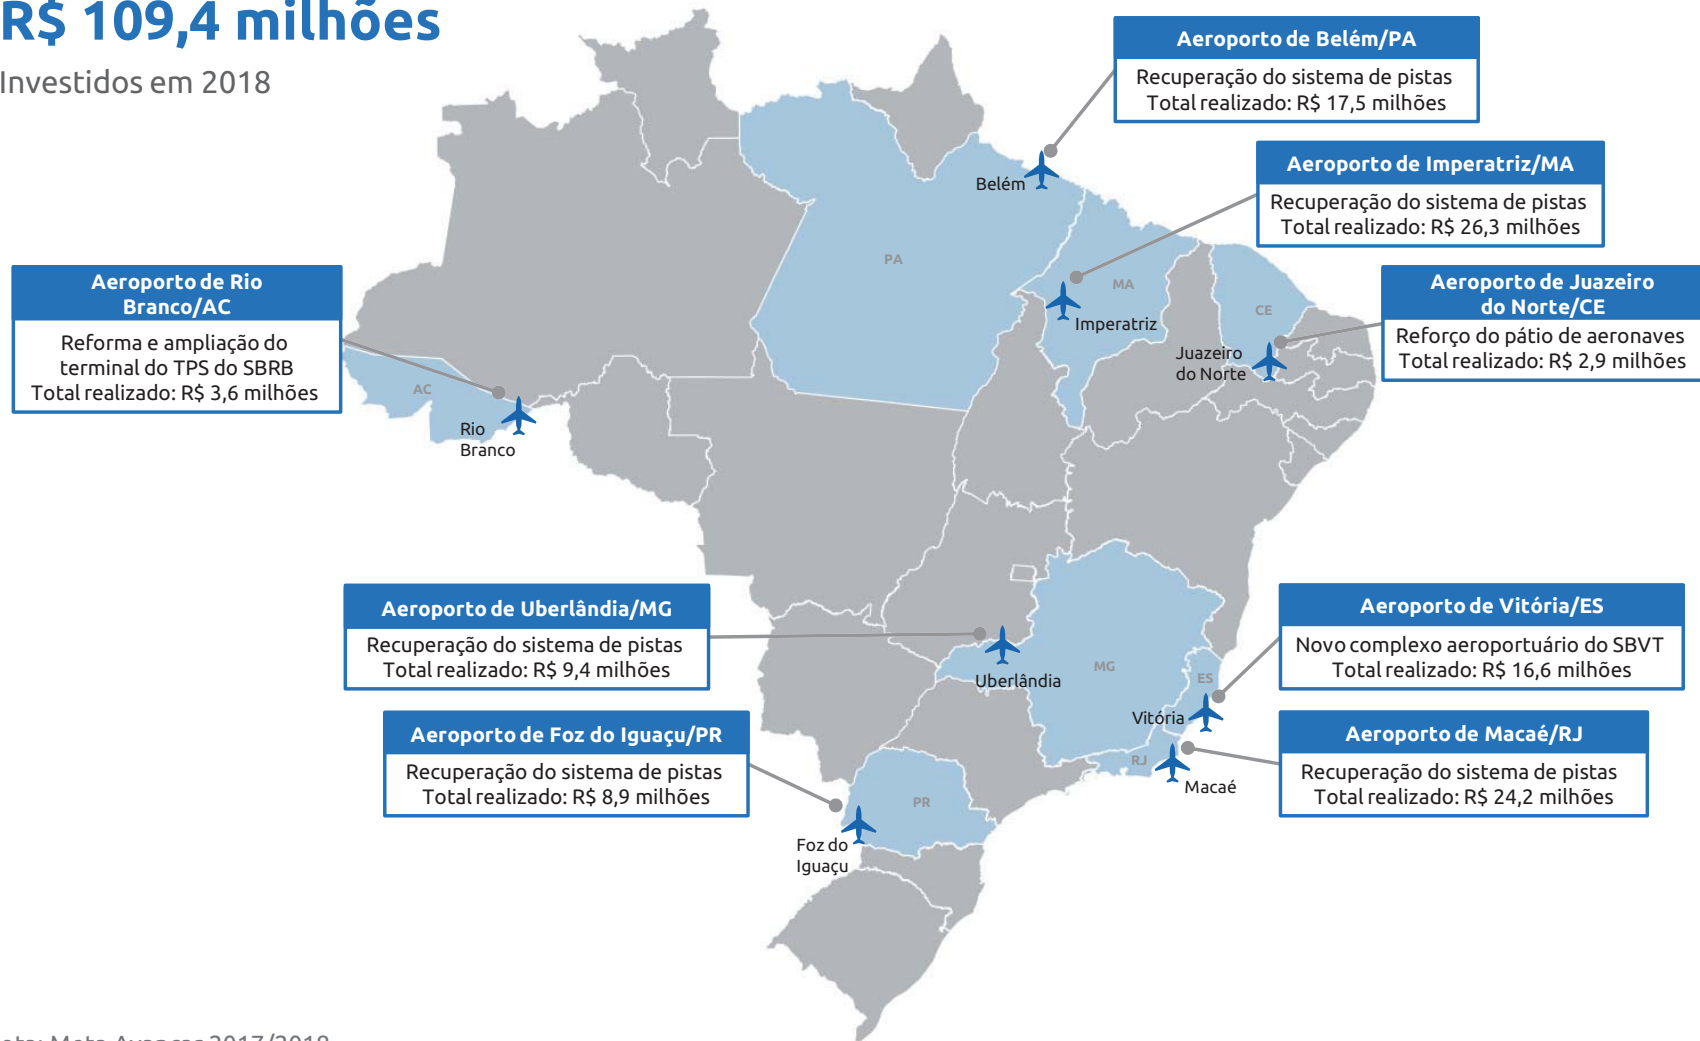 R$ 109,4 milhões
Investidos em 2018
Aeroporto de Belém/PA
Recuperação do sistema de pistas
Total realizado: R$ 17,5 milhões
Aeroporto de Imperatriz/MA
Recuperação do sistema de pistas
Total realizado: R$ 26,3 milhões
Aeroporto de Juazeiro
do Norte/CE
Reforço do pátio de aeronaves
Total realizado: R$ 2,9 milhões
Aeroporto de Rio
Branco/AC
Reforma e ampliação do
terminal do TPS do SBRB
Total realizado: R$ 3,6 milhões
Belém
PA
MA
Imperatriz
CE
Juazeiro
do Norte
AC
Rio
Branco
Aeroporto de Uberlândia/MG
Recuperação do sistema de pistas
Total realizado: R$ 9,4 milhões
Aeroporto de Vitória/ES
Novo complexo aeroportuário do SBVT
Total realizado: R$ 16,6 milhões
Uberlândia
MG
ES
Vitória
Aeroporto de Foz do Iguaçu/PR
Recuperação do sistema de pistas
Total realizado: R$ 8,9 milhões
Aeroporto de Macaé/RJ
Recuperação do sistema de pistas
Total realizado: R$ 24,2 milhões
RJ
Macaé
PR
Foz do
Iguaçu
2017/2018